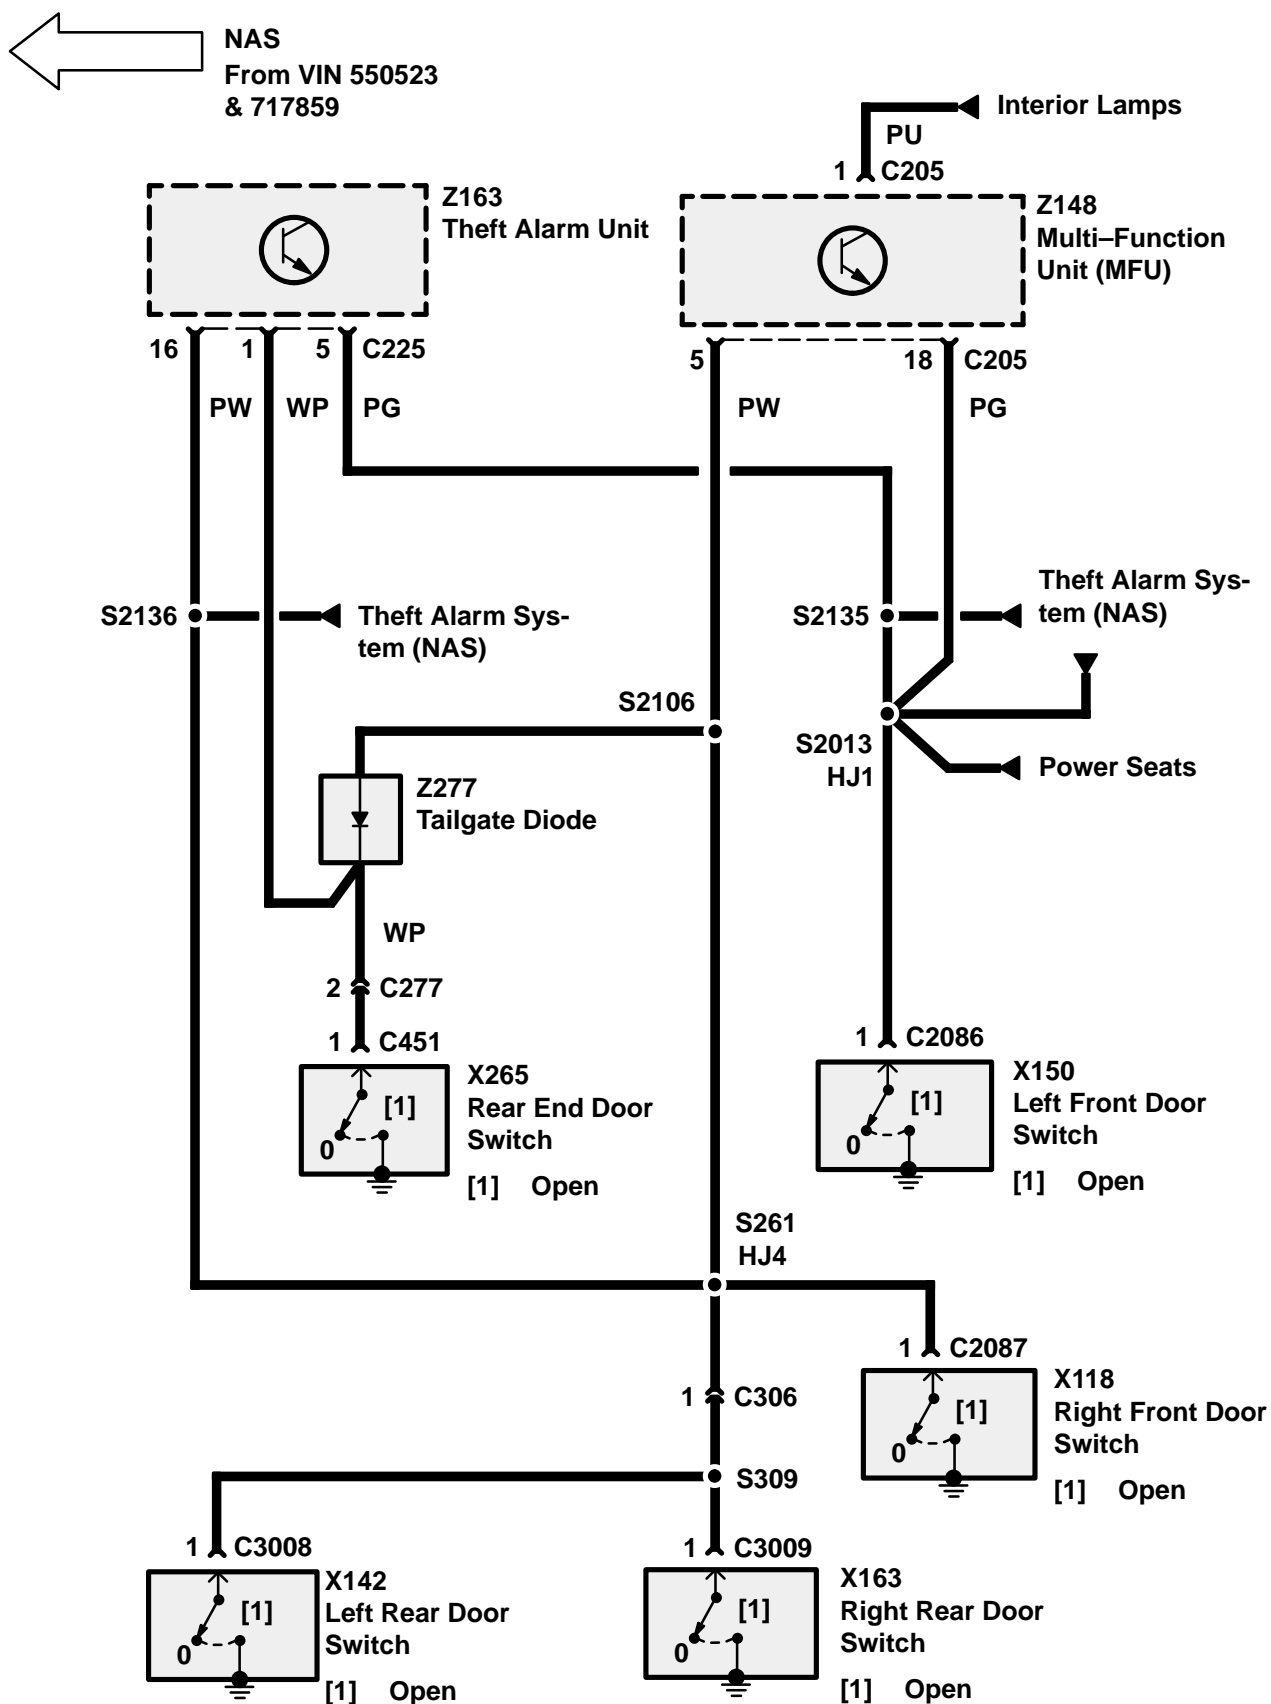 NAS
From VIN 550523
& 717859
Interior Lamps
PU
1 C205
Z163
Theft Alarm Unit
Z148
Multi–Function
Unit (MFU)
16 1 5 C225
5 18 C205
PW WP PG
PW PG
S2136
Theft Alarm Sys-
tem (NAS)
S2135
Theft Alarm Sys-
tem (NAS)
S2106
S2013
HJ1
Power Seats
Z277
Tailgate Diode
WP
2 C277
1 C451
X265
Rear End Door
Switch
[1] Open
[1]
0
1 C2086
X150
Left Front Door
Switch
[1] Open
[1]
0
S261
HJ4
1 C2087
X118
Right Front Door
Switch
[1] Open
[1]
0
1 C306
S309
1 C3008
X142
Left Rear Door
Switch
[1] Open
[1]
0
1 C3009
X163
Right Rear Door
Switch
[1] Open
[1]
0